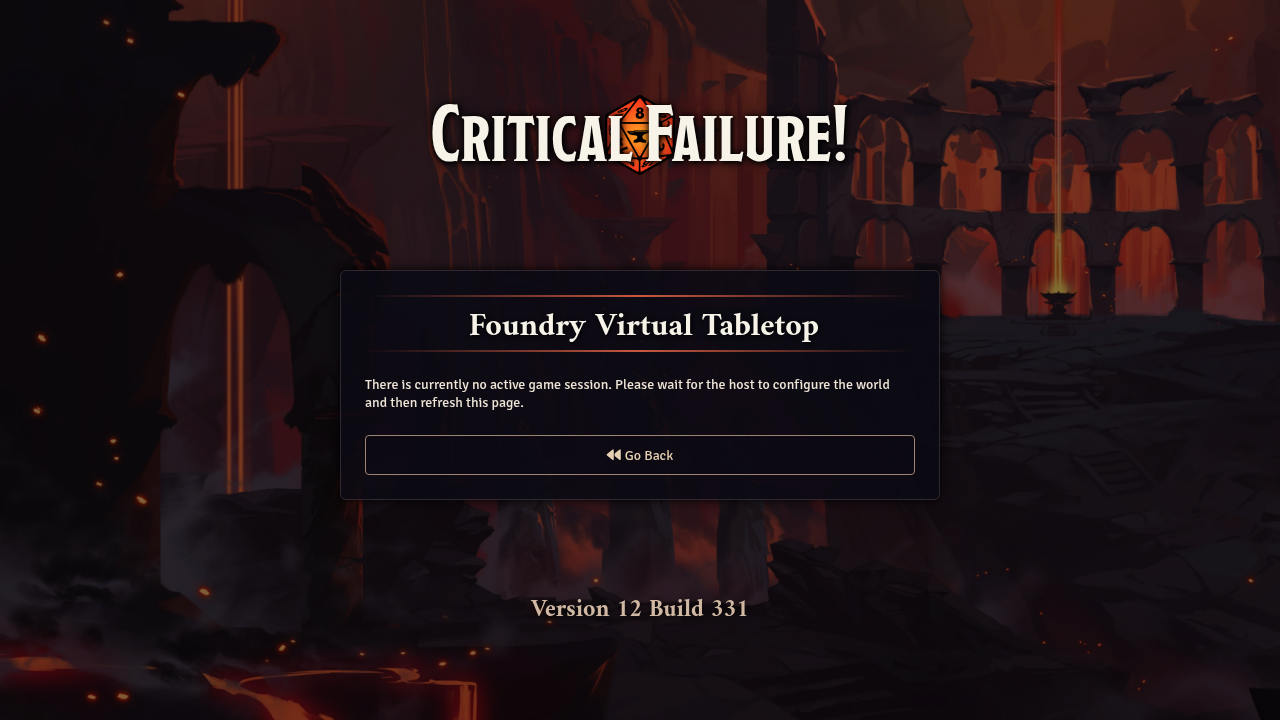 Critical Failure!
8
Foundry Virtual Tabletop
There is currently no active game session. Please wait for the host to configure the world
and then refresh this page.
Go Back
Version 12 Build 331